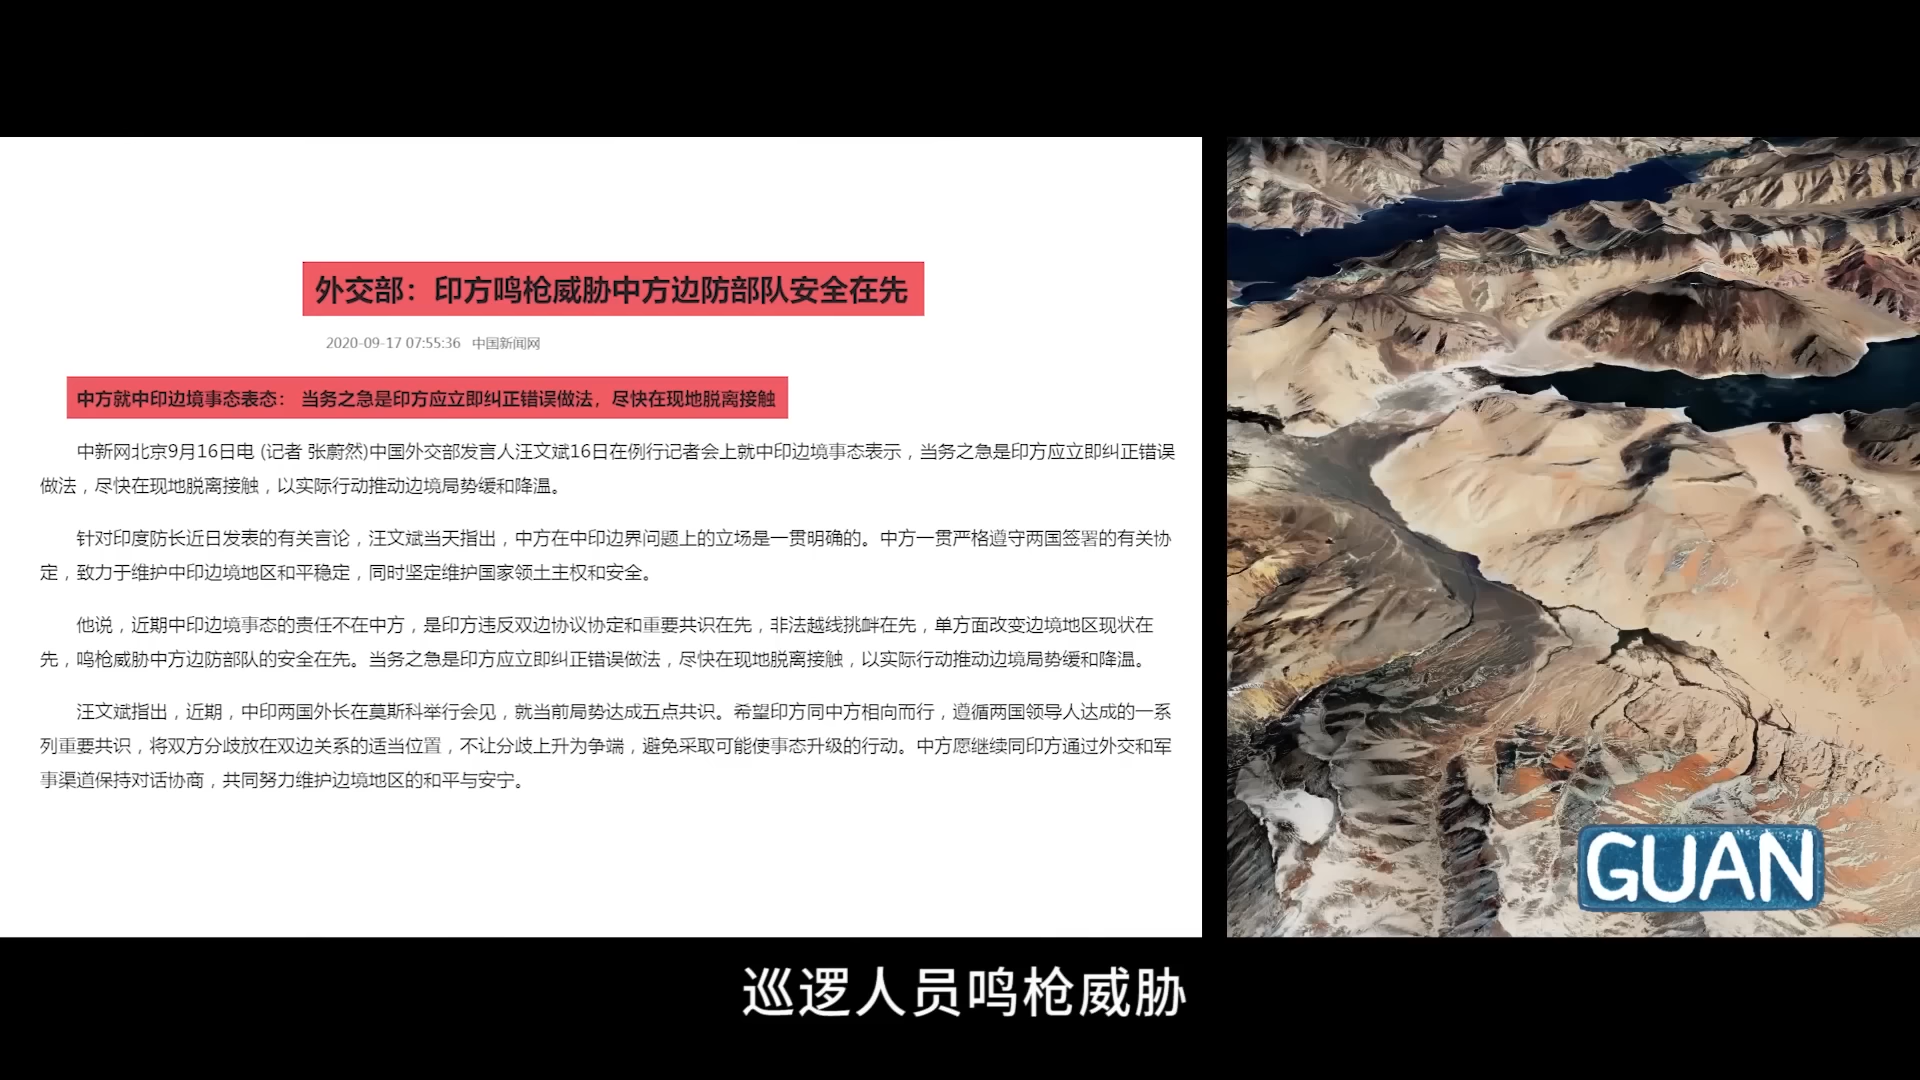 外交部：印方鸣枪威胁中方边防部队安全在先
2020-09-17 07:55:36 中国新闻网
中方就中印边境事态表态： 当务之急是印方应立即纠正错误做法，尽快在现地脱离接触
中新网北京9月16日电 (记者 张蔚然)中国外交部发言人汪文斌16日在例行记者会上就中印边境事态表示，当务之急是印方应立即纠正错误
做法，尽快在现地脱离接触，以实际行动推动边境局势缓和降温。
针对印度防长近日发表的有关言论，汪文斌当天指出，中方在中印边界问题上的立场是一贯明确的。中方一贯严格遵守两国签署的有关协
定，致力于维护中印边境地区和平稳定，同时坚定维护国家领土主权和安全。
他说，近期中印边境事态的责任不在中方，是印方违反双边协议协定和重要共识在先，非法越线挑衅在先，单方面改变边境地区现状在
先，鸣枪威胁中方边防部队的安全在先。当务之急是印方应立即纠正错误做法，尽快在现地脱离接触，以实际行动推动边境局势缓和降温。
汪文斌指出，近期，中印两国外长在莫斯科举行会见，就当前局势达成五点共识。希望印方同中方相向而行，遵循两国领导人达成的一系
列重要共识，将双方分歧放在双边关系的适当位置，不让分歧上升为争端，避免采取可能使事态升级的行动。中方愿继续同印方通过外交和军
事渠道保持对话协商，共同努力维护边境地区的和平与安宁。
GUAN
巡逻人员鸣枪威胁